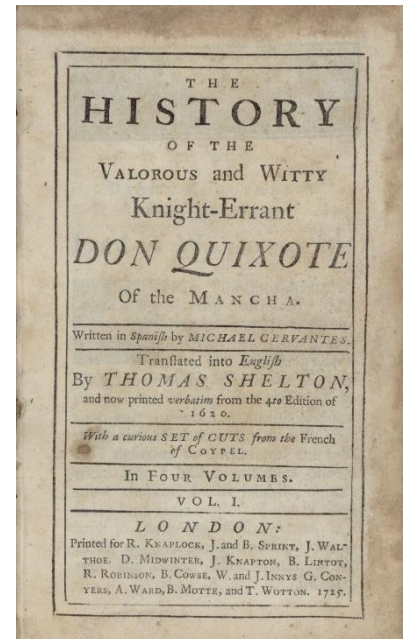 THE
HISTORY
OF THE
VALOROUS and WITTY
Knight-Errant
DON QUIXOTE
Of the MANCHA.
Written in Spaniſh by MICHAEL CERVANTES.
Tranſlated into Engliſh
By THOMAS SHELTON,
and now printed verbatim from the 4to Edition of
1620.
With a curious SET of CUTS from the French
of COYPEL.
In FOUR VOLUMES.
VOL. I.
LONDON:
Printed for R. KNAPLOCK, J. and B. SPRINT, J. WAL-
THOE. D. MIDWINTER, J. KNAPTON, B. LINTOT,
R. ROBINSON, B. COWSE, W. and J. INNYS G. CON-
YERS, A. WARD, B. MOTTE, and T. WOTTON. 1725.